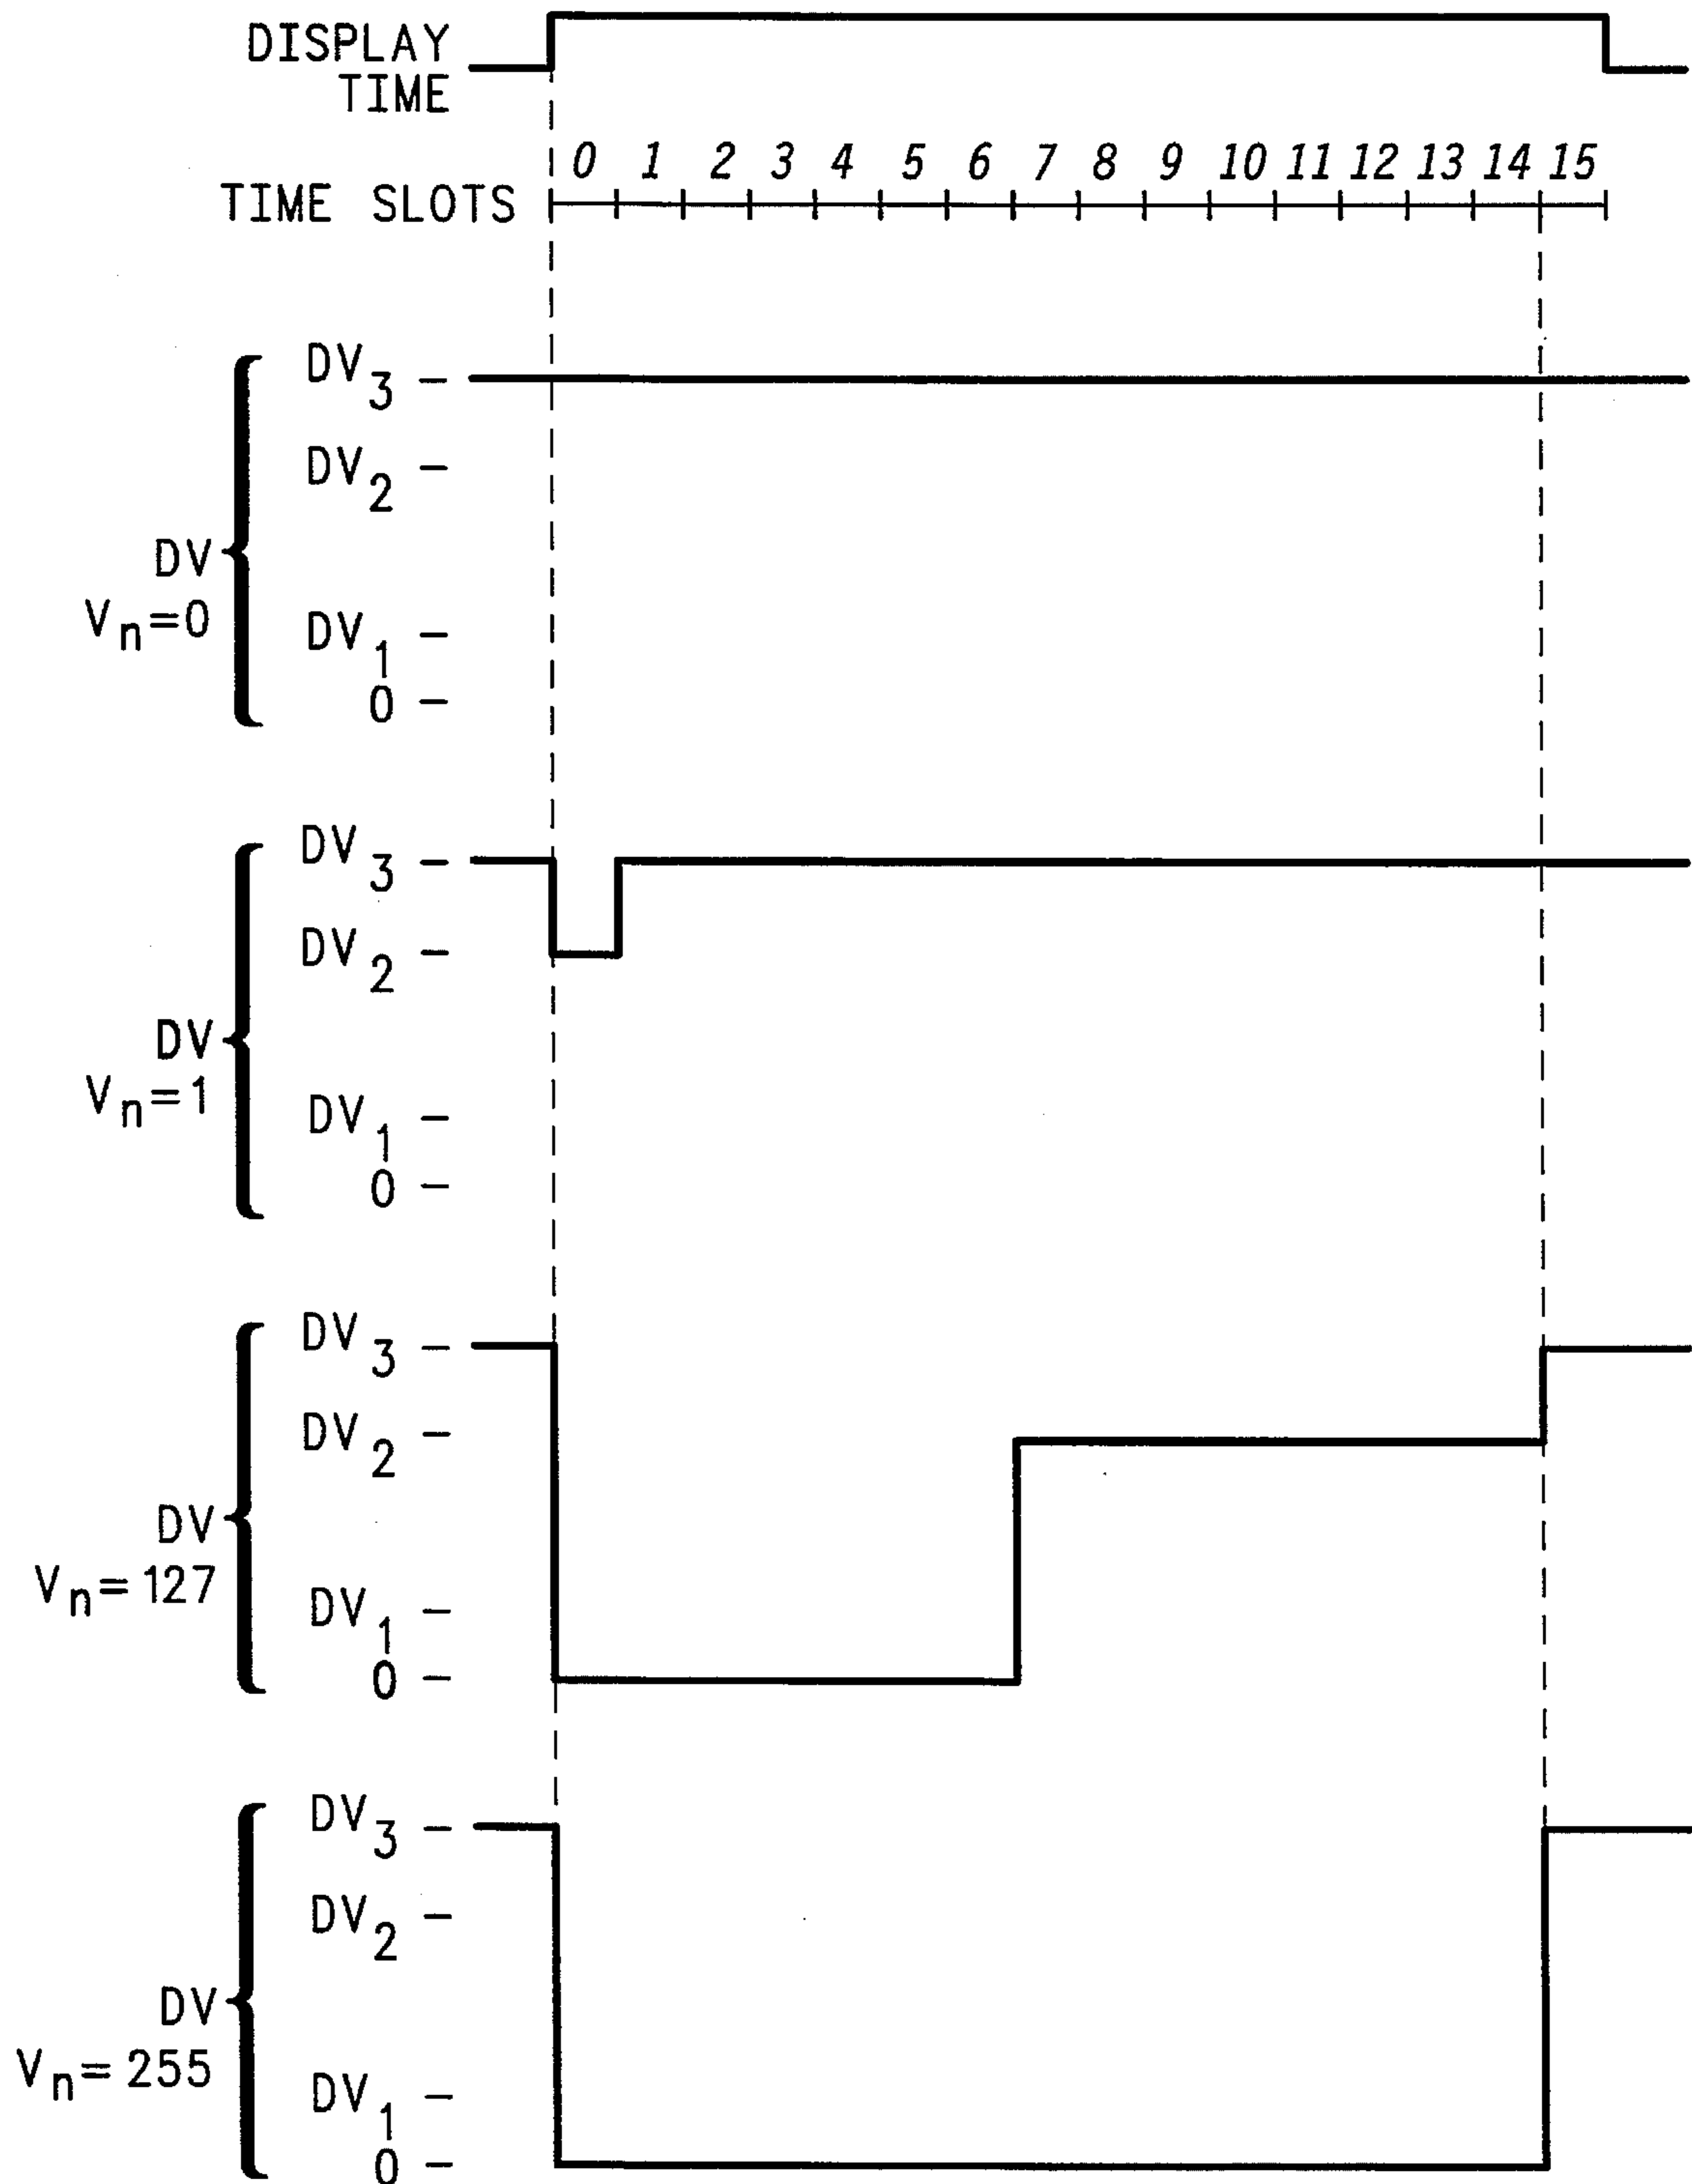 DISPLAY
TIME
0 1 2 3 4 5 6 7 8 9 10 11 12 13 14 15
TIME SLOTS
DV3
DV2
DV
Vn=0
DV1
0
DV3
DV2
DV
Vn=1
DV1
0
DV3
DV2
DV
Vn=127
DV1
0
DV3
DV2
DV
Vn=255
DV1
0